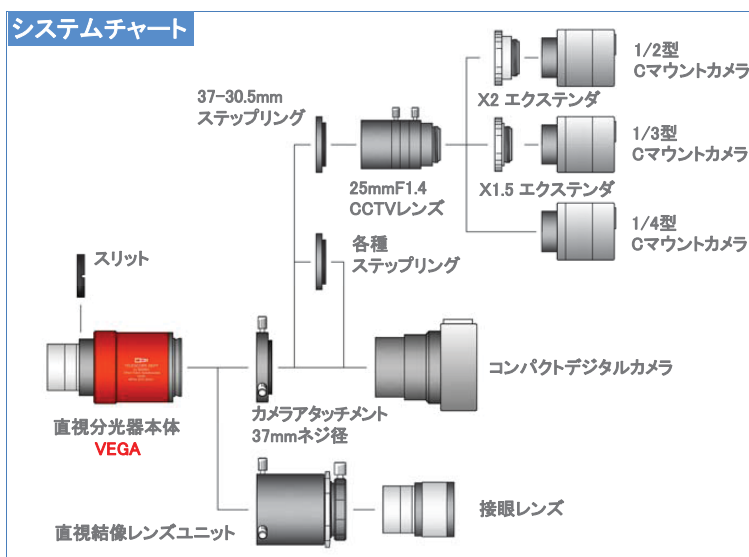 システムチャート
1/2型
Cマウントカメラ
X2 エクステンダ
37-30.5mm
ステップリング
1/3型
Cマウントカメラ
X1.5 エクステンダ
25mmF1.4
CCTVレンズ
1/4型
Cマウントカメラ
各種
ステップリング
スリット
コンパクトデジタルカメラ
カメラアタッチメント
37mmネジ径
直視分光器本体
VEGA
接眼レンズ
直視結像レンズユニット